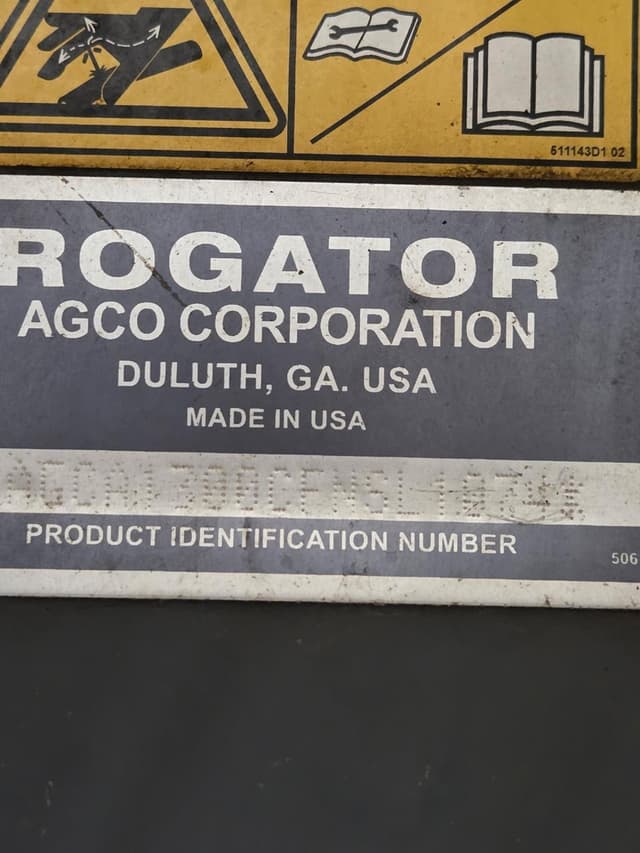 511143D1 02
ROGATOR
AGCO CORPORATION
DULUTH, GA. USA
MADE IN USA
PRODUCT IDENTIFICATION NUMBER
506